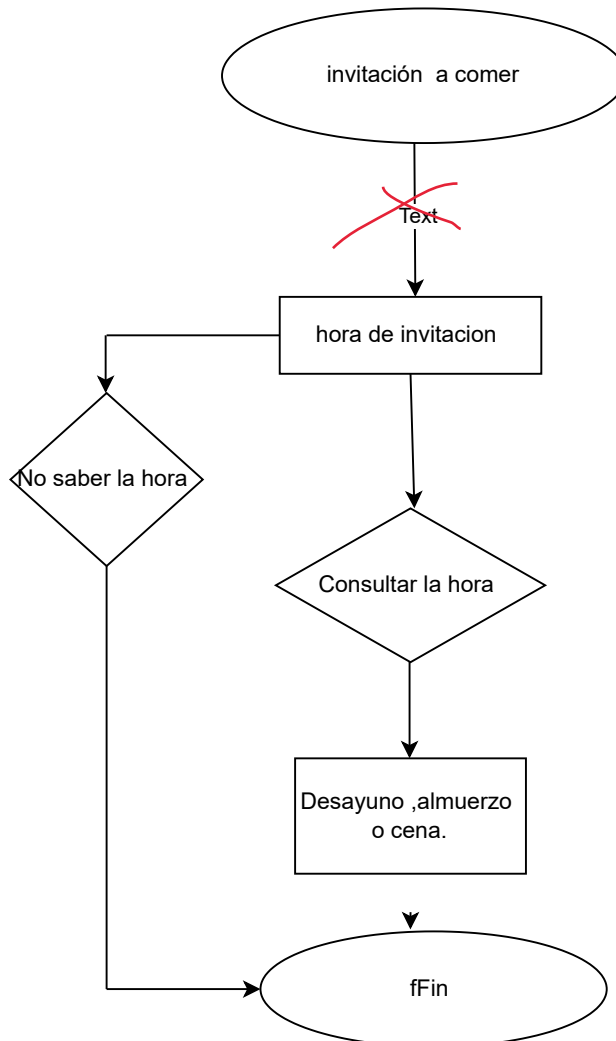 invitación a comer
Text
hora de invitacion
No saber la hora
Consultar la hora
Desayuno ,almuerzo
o cena.
fFin